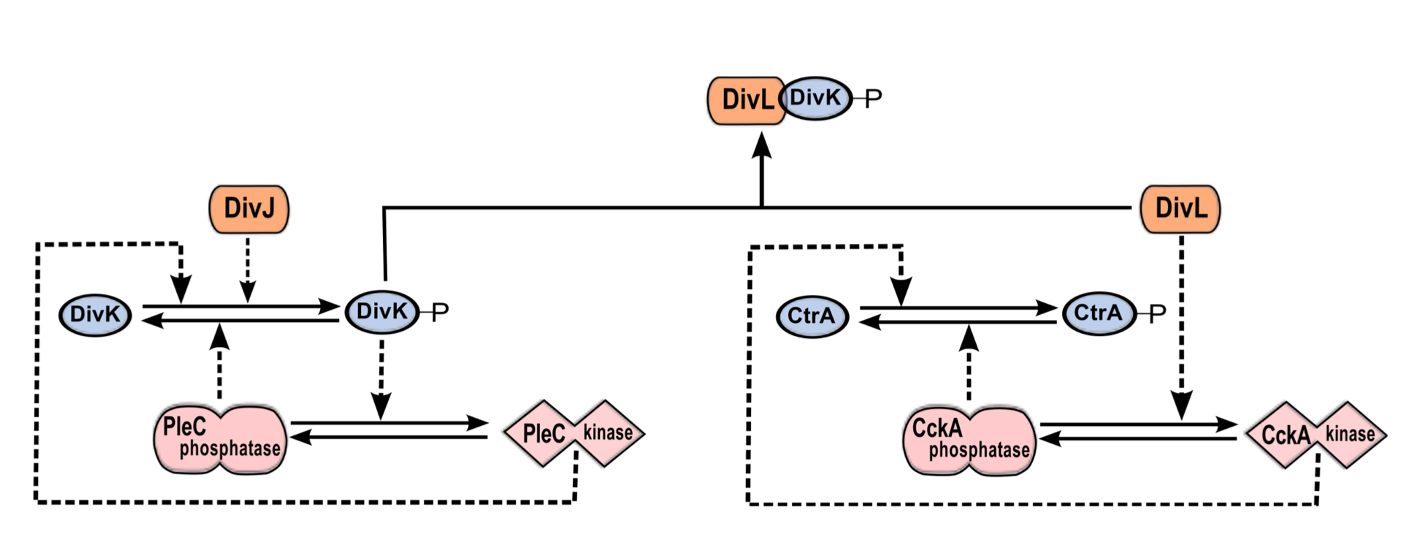 DivL DivK P
DivJ
DivL
DivK
DivK P
CtrA
CtrA P
PleC
phosphatase
PleC kinase
CckA
phosphatase
CckA kinase